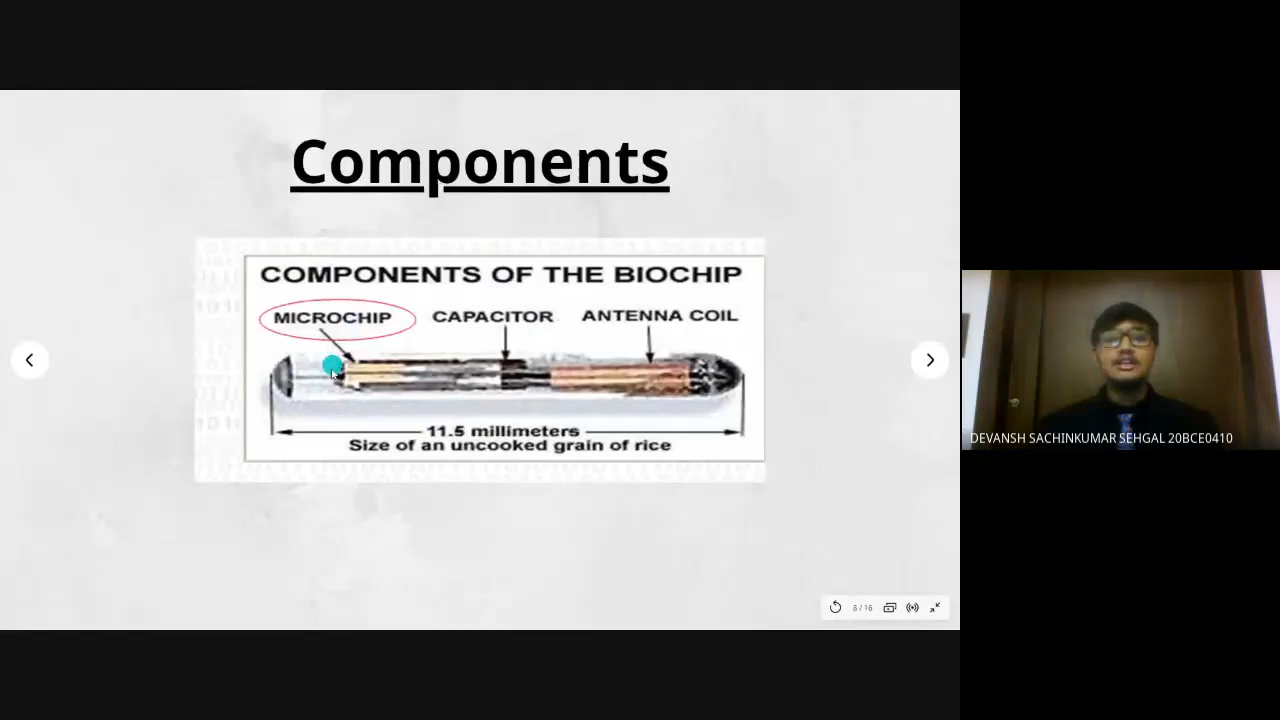 Components
COMPONENTS OF THE BIOCHIP
MICROCHIP CAPACITOR ANTENNA COIL
11.5 millimeters
Size of an uncooked grain of rice
DEVANSH SACHINKUMAR SEHGAL 20BCE0410